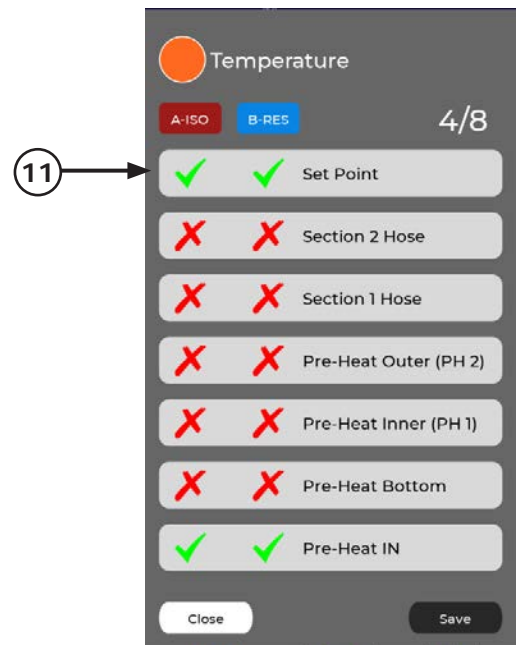 Temperature
A-ISO B-RES 4/8
11
Set Point
Section 2 Hose
Section 1 Hose
Pre-Heat Outer (PH 2)
Pre-Heat Inner (PH 1)
Pre-Heat Bottom
Pre-Heat IN
Close Save